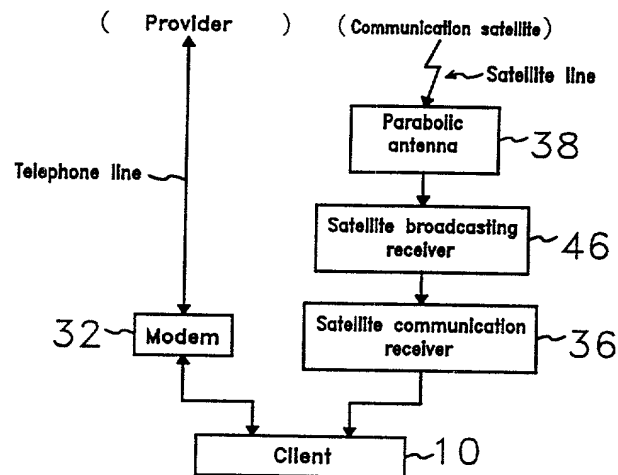 ( Provider )
(Communication satellite)
Satellite line
Parabolic
antenna
38
Telephone line
Satellite broadcasting
receiver
46
32
Modem
Satellite communication
receiver
36
Client
10